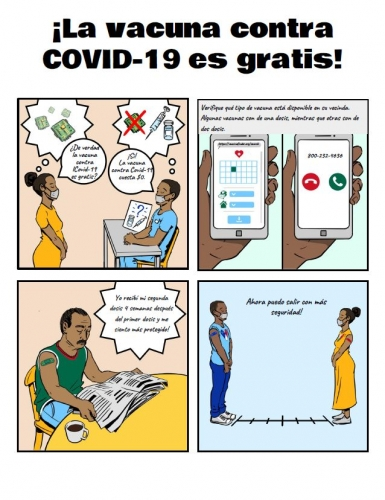 ¡La vacuna contra
COVID-19 es gratis!
¿De verdad
la vacuna
contra
Covid-19
es gratis?
¡Sí!
La vacuna
contra Covid-19
cuesta $0.
Verifique qué tipo de vacuna está disponible en su vecinda.
Algunas vacunas son de una dosis, mientras que otras son de
dos dosis.
800-232-4636
Yo recibí mi segunda
dosis 4 semanas después
del primer dosis y me
siento más protegido!
Ahora puedo salir con más
seguridad!